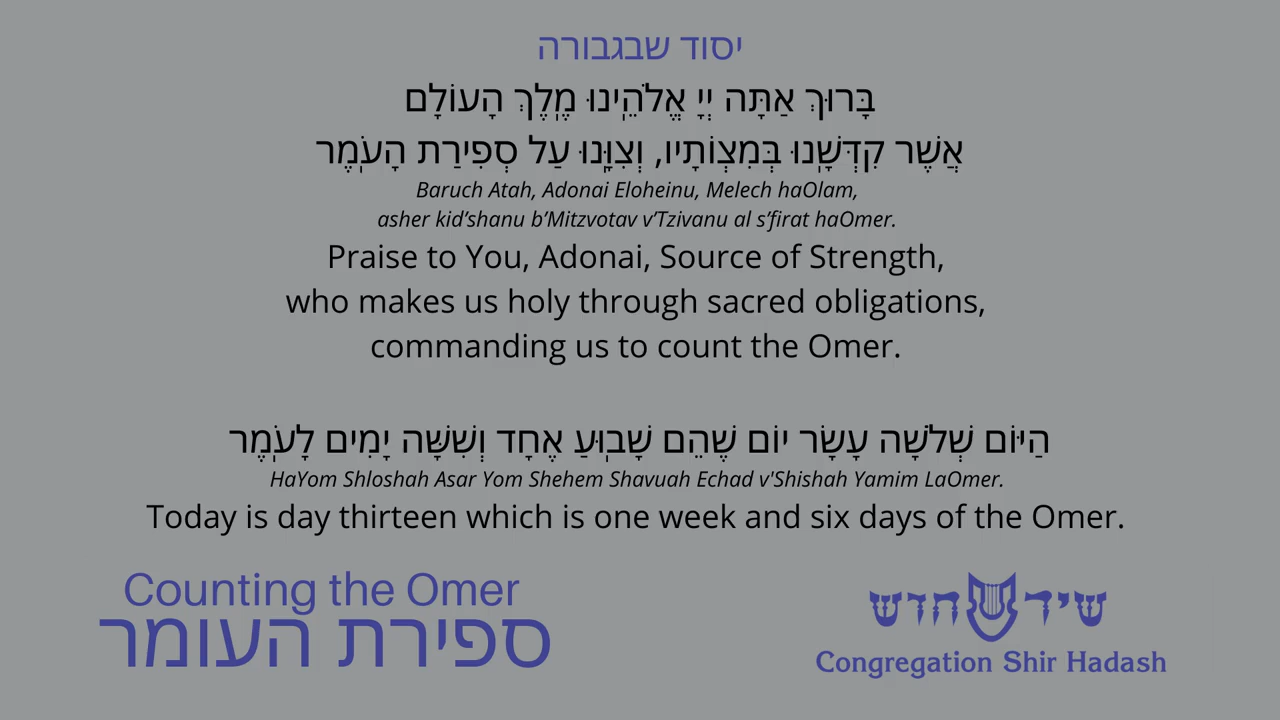 יסוד שבגבורה
בָּרוּךְ אַתָּה יְיָ אֱלֹהֵֽינוּ מֶֽלֶךְ הָעוֹלָם
אֲשֶׁר קִדְּשָֽׁנוּ בְּמִצְוֹתָיו, וְצִוָּֽנוּ עַל סְפִירַת הָעֹֽמֶר
Baruch Atah, Adonai Eloheinu, Melech haOlam,
asher kid’shanu b’Mitzvotav v’Tzivanu al s’firat haOmer.
Praise to You, Adonai, Source of Strength,
who makes us holy through sacred obligations,
commanding us to count the Omer.
הַיּוֹם שְׁלֹשָׁה עָשָׂר יוֹם שֶׁהֵם שָׁבֽוּעַ אֶחָד וְשִׁשָּׁה יָמִים לָעֹֽמֶר
HaYom Shloshah Asar Yom Shehem Shavuah Echad v'Shishah Yamim LaOmer.
Today is day thirteen which is one week and six days of the Omer.
Counting the Omer
ספירת העומר
שיר חדש
Congregation Shir Hadash